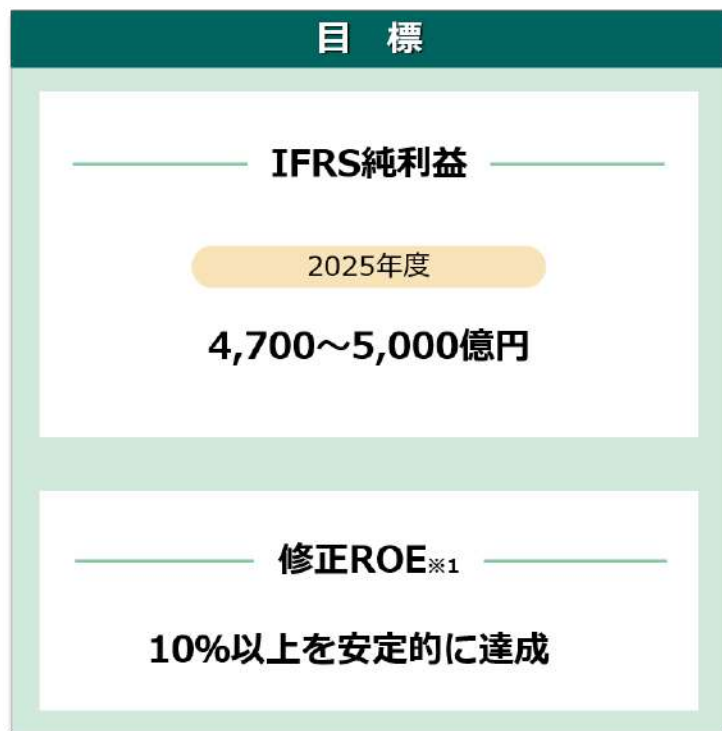 目 標
IFRS純利益
2025年度
4,700～5,000億円
修正ROE※1
10%以上を安定的に達成